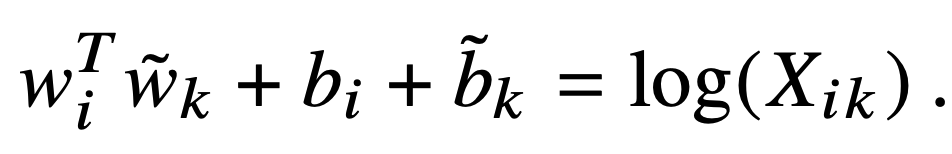 $w_i^T \tilde{w}_k + b_i + \tilde{b}_k = \log(X_{ik})\,.$